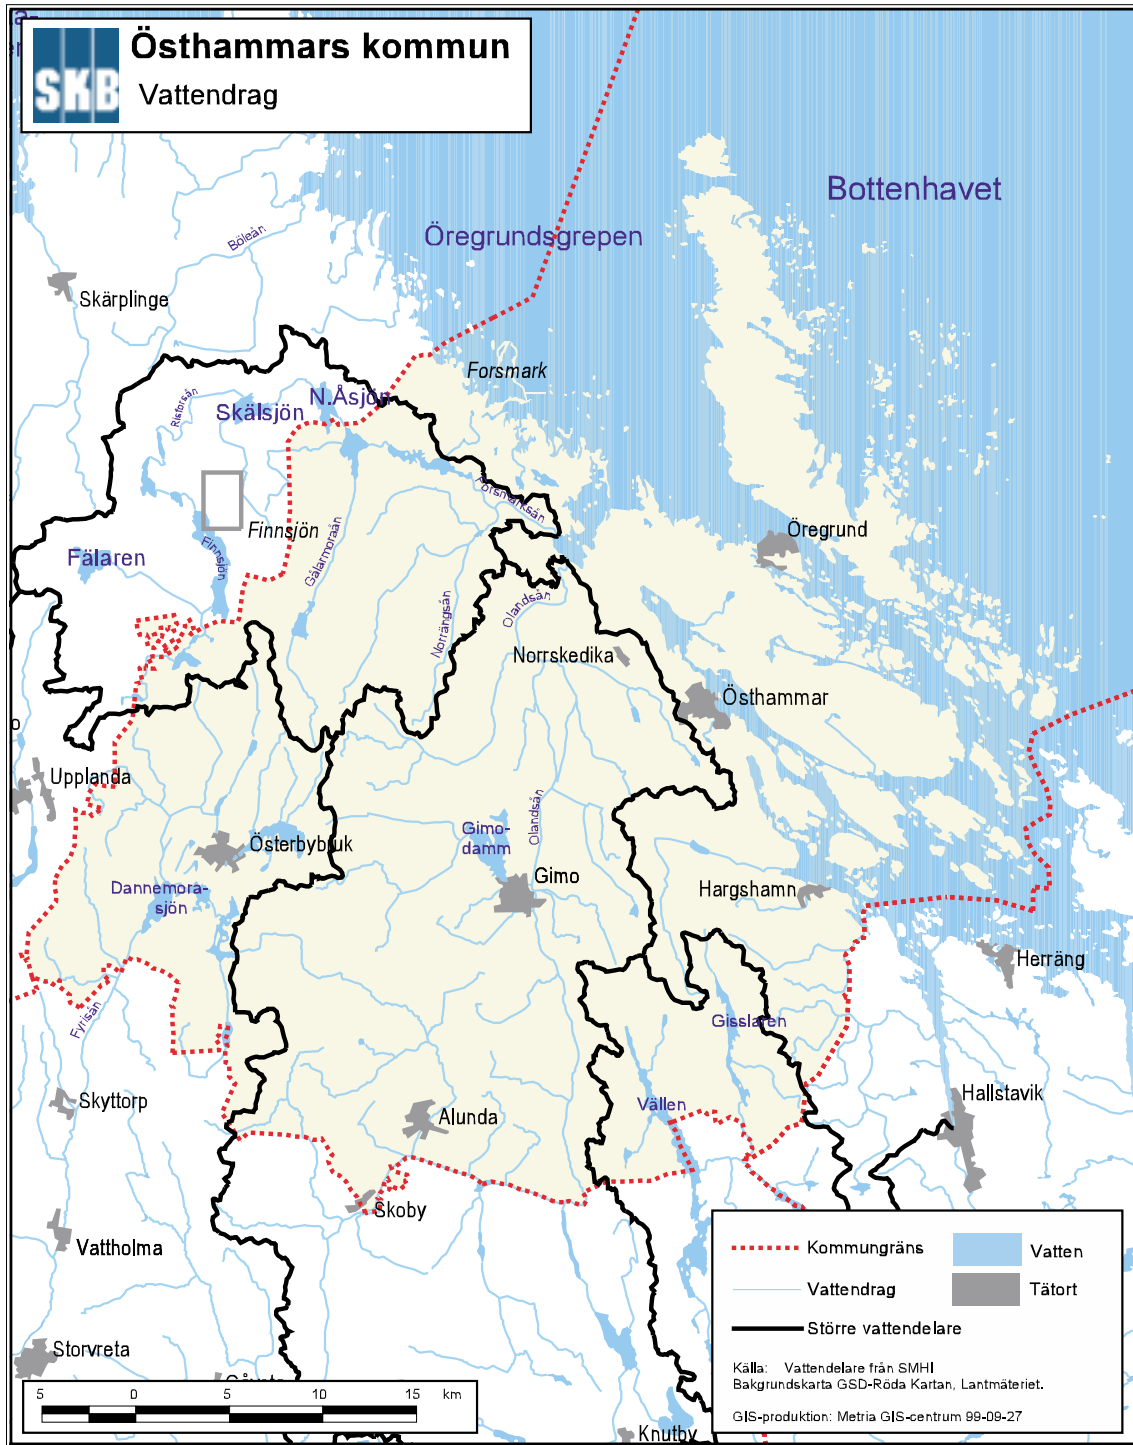 SKB
Östhammars kommun
Vattendrag
Bottenhavet
Öregrundsgrepen
Böleån
Skärplinge
Forsmark
Risforsån
Skälsjön
N.Åsjön
Forsmarksån
Finnsjön
Öregrund
Fälaren
Finnsjön
Gålarmoraån
Norrängsån
Olandsån
Norrskedika
Östhammar
Upplanda
Österbybruk
Gimo-
damm
Olandsån
Gimo
Dannemora-
sjön
Hargshamn
Herräng
Fyrisån
Gisslaren
Skyttorp
Alunda
Vällen
Hallstavik
Skoby
Vattholma
Storvreta
Knutby
Kommungräns
Vatten
Vattendrag
Tätort
Större vattendelare
Källa: Vattendelare från SMHI
Bakgrundskarta GSD-Röda Kartan, Lantmäteriet.
GIS-produktion: Metria GIS-centrum 99-09-27
5 0 5 10 15 km